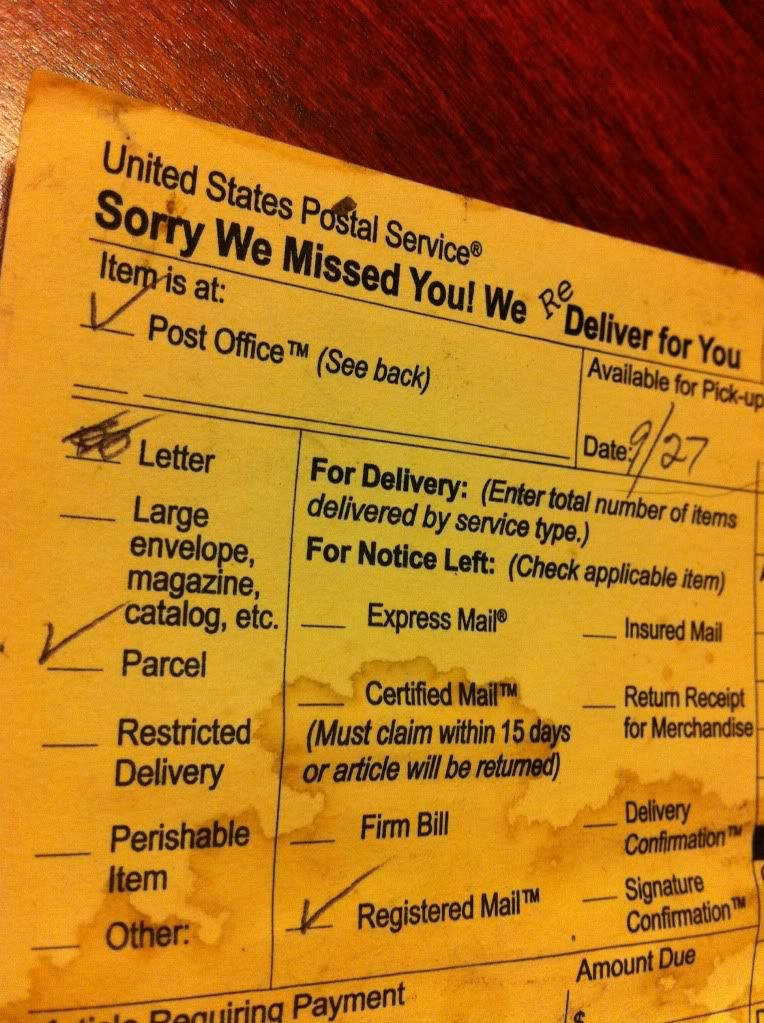 United States Postal Service®
Sorry We Missed You! We Re Deliver for You
Item is at:
✓ Post Office™ (See back)
Available for Pick-up
Date: 9/27
Letter
Large
envelope,
magazine,
catalog, etc.
✓ Parcel
Restricted
Delivery
Perishable
Item
Other:
For Delivery: (Enter total number of items
delivered by service type.)
For Notice Left: (Check applicable item)
Express Mail®
Certified Mail™
(Must claim within 15 days
or article will be returned)
Firm Bill
✓ Registered Mail™
Insured Mail
Return Receipt
for Merchandise
Delivery
Confirmation™
Signature
Confirmation™
Article Requiring Payment
Amount Due
$